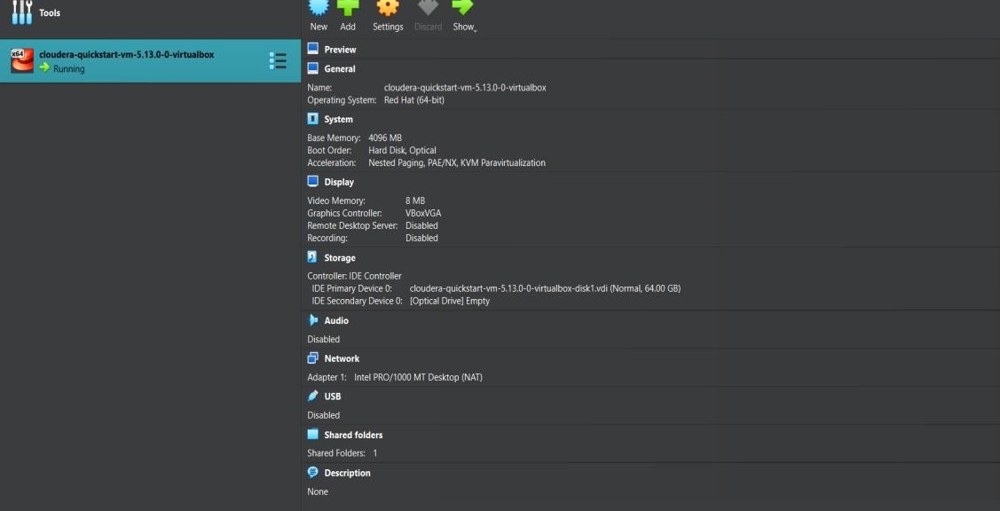 Tools
New Add Settings Discard Show
x64 cloudera-quickstart-vm-5.13.0-0-virtualbox
Running
Preview
General
Name: cloudera-quickstart-vm-5.13.0-0-virtualbox
Operating System: Red Hat (64-bit)
System
Base Memory: 4096 MB
Boot Order: Hard Disk, Optical
Acceleration: Nested Paging, PAE/NX, KVM Paravirtualization
Display
Video Memory: 8 MB
Graphics Controller: VBoxVGA
Remote Desktop Server: Disabled
Recording: Disabled
Storage
Controller: IDE Controller
IDE Primary Device 0: cloudera-quickstart-vm-5.13.0-0-virtualbox-disk1.vdi (Normal, 64.00 GB)
IDE Secondary Device 0: [Optical Drive] Empty
Audio
Disabled
Network
Adapter 1: Intel PRO/1000 MT Desktop (NAT)
USB
Disabled
Shared folders
Shared Folders: 1
Description
None